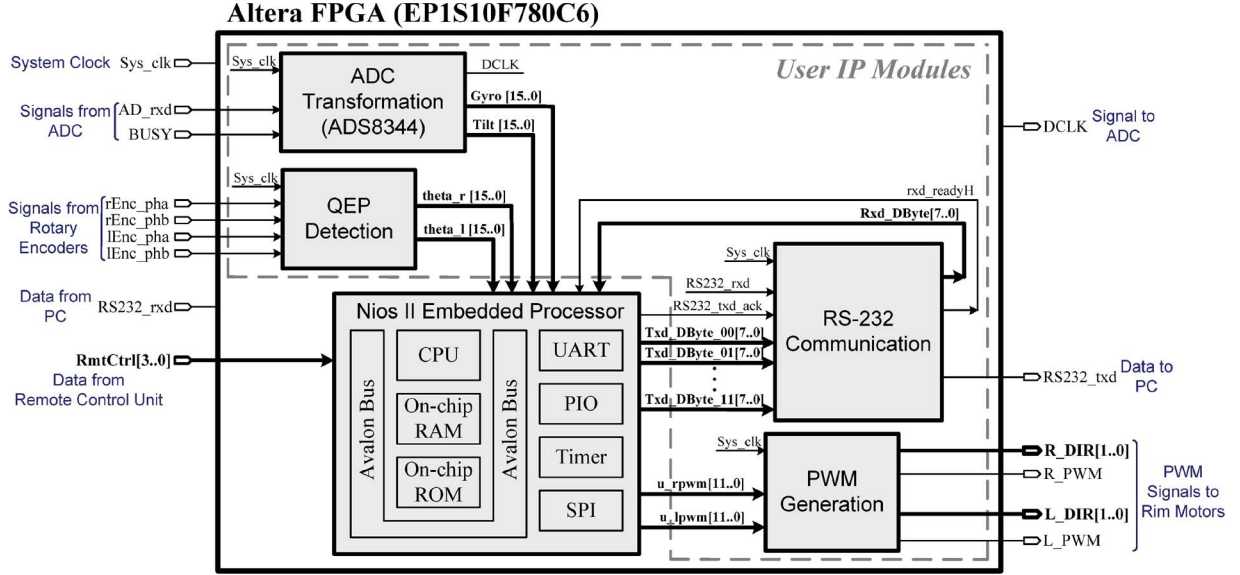 Altera FPGA (EP1S10F780C6)
User IP Modules
System Clock
Sys_clk
Signals from
ADC
AD_rxd
BUSY
Sys_clk
ADC
Transformation
(ADS8344)
DCLK
Gyro [15..0]
Tilt [15..0]
DCLK
Signal to
ADC
Signals from
Rotary
Encoders
rEnc_pha
rEnc_phb
lEnc_pha
lEnc_phb
Sys_clk
QEP
Detection
theta_r [15..0]
theta_l [15..0]
rxd_readyH
Rxd_DByte[7..0]
Data from
PC
RS232_rxd
RmtCtrl[3..0]
Data from
Remote Control Unit
Nios II Embedded Processor
Avalon Bus
CPU
On-chip
RAM
On-chip
ROM
Avalon Bus
UART
PIO
Timer
SPI
Sys_clk
RS232_rxd
RS232_txd_ack
Txd_DByte_00[7..0]
Txd_DByte_01[7..0]
Txd_DByte_11[7..0]
RS-232
Communication
RS232_txd
Data to
PC
Sys_clk
u_rpwm[11..0]
u_lpwm[11..0]
PWM
Generation
R_DIR[1..0]
R_PWM
L_DIR[1..0]
L_PWM
PWM
Signals to
Rim Motors